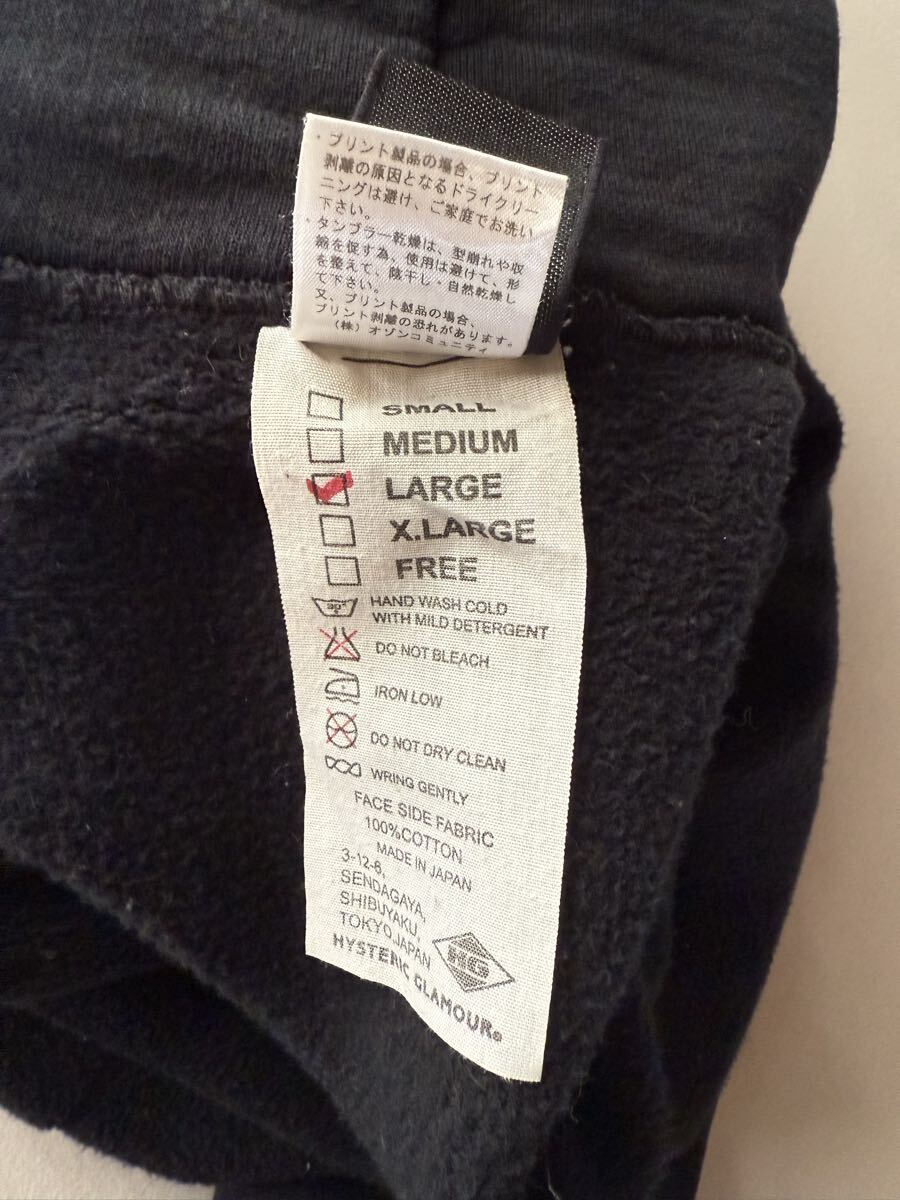 ・プリント製品の場合、プリント
剥離の原因となるドライクリー
ニングは避け、ご家庭でお洗い
下さい。
・タンブラー乾燥は、型崩れや収
縮を促す為、使用は避けて、形
を整えて、陰干し・自然乾燥し
て下さい。
又、プリント製品の場合、
プリント剥離の恐れがあります。
(株)オゾンコミュニティ
SMALL
MEDIUM
LARGE
X.LARGE
FREE
HAND WASH COLD
WITH MILD DETERGENT
DO NOT BLEACH
IRON LOW
DO NOT DRY CLEAN
WRING GENTLY
FACE SIDE FABRIC
100%COTTON
MADE IN JAPAN
3-12-8,
SENDAGAYA,
SHIBUYAKU,
TOKYO,JAPAN
HG
HYSTERIC GLAMOUR®